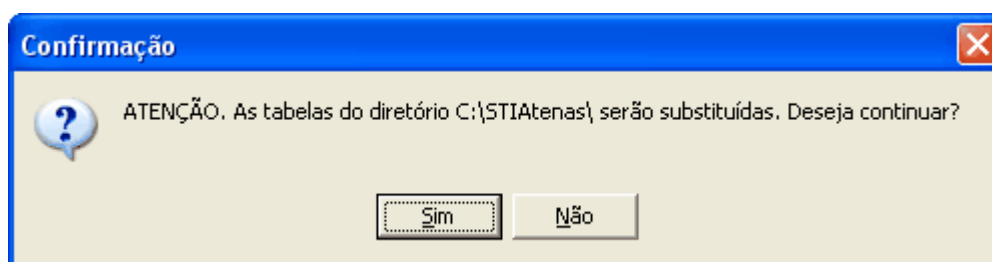 Confirmação
ATENÇÃO. As tabelas do diretório C:\STIAtenas\ serão substituídas. Deseja continuar?
Sim
Não